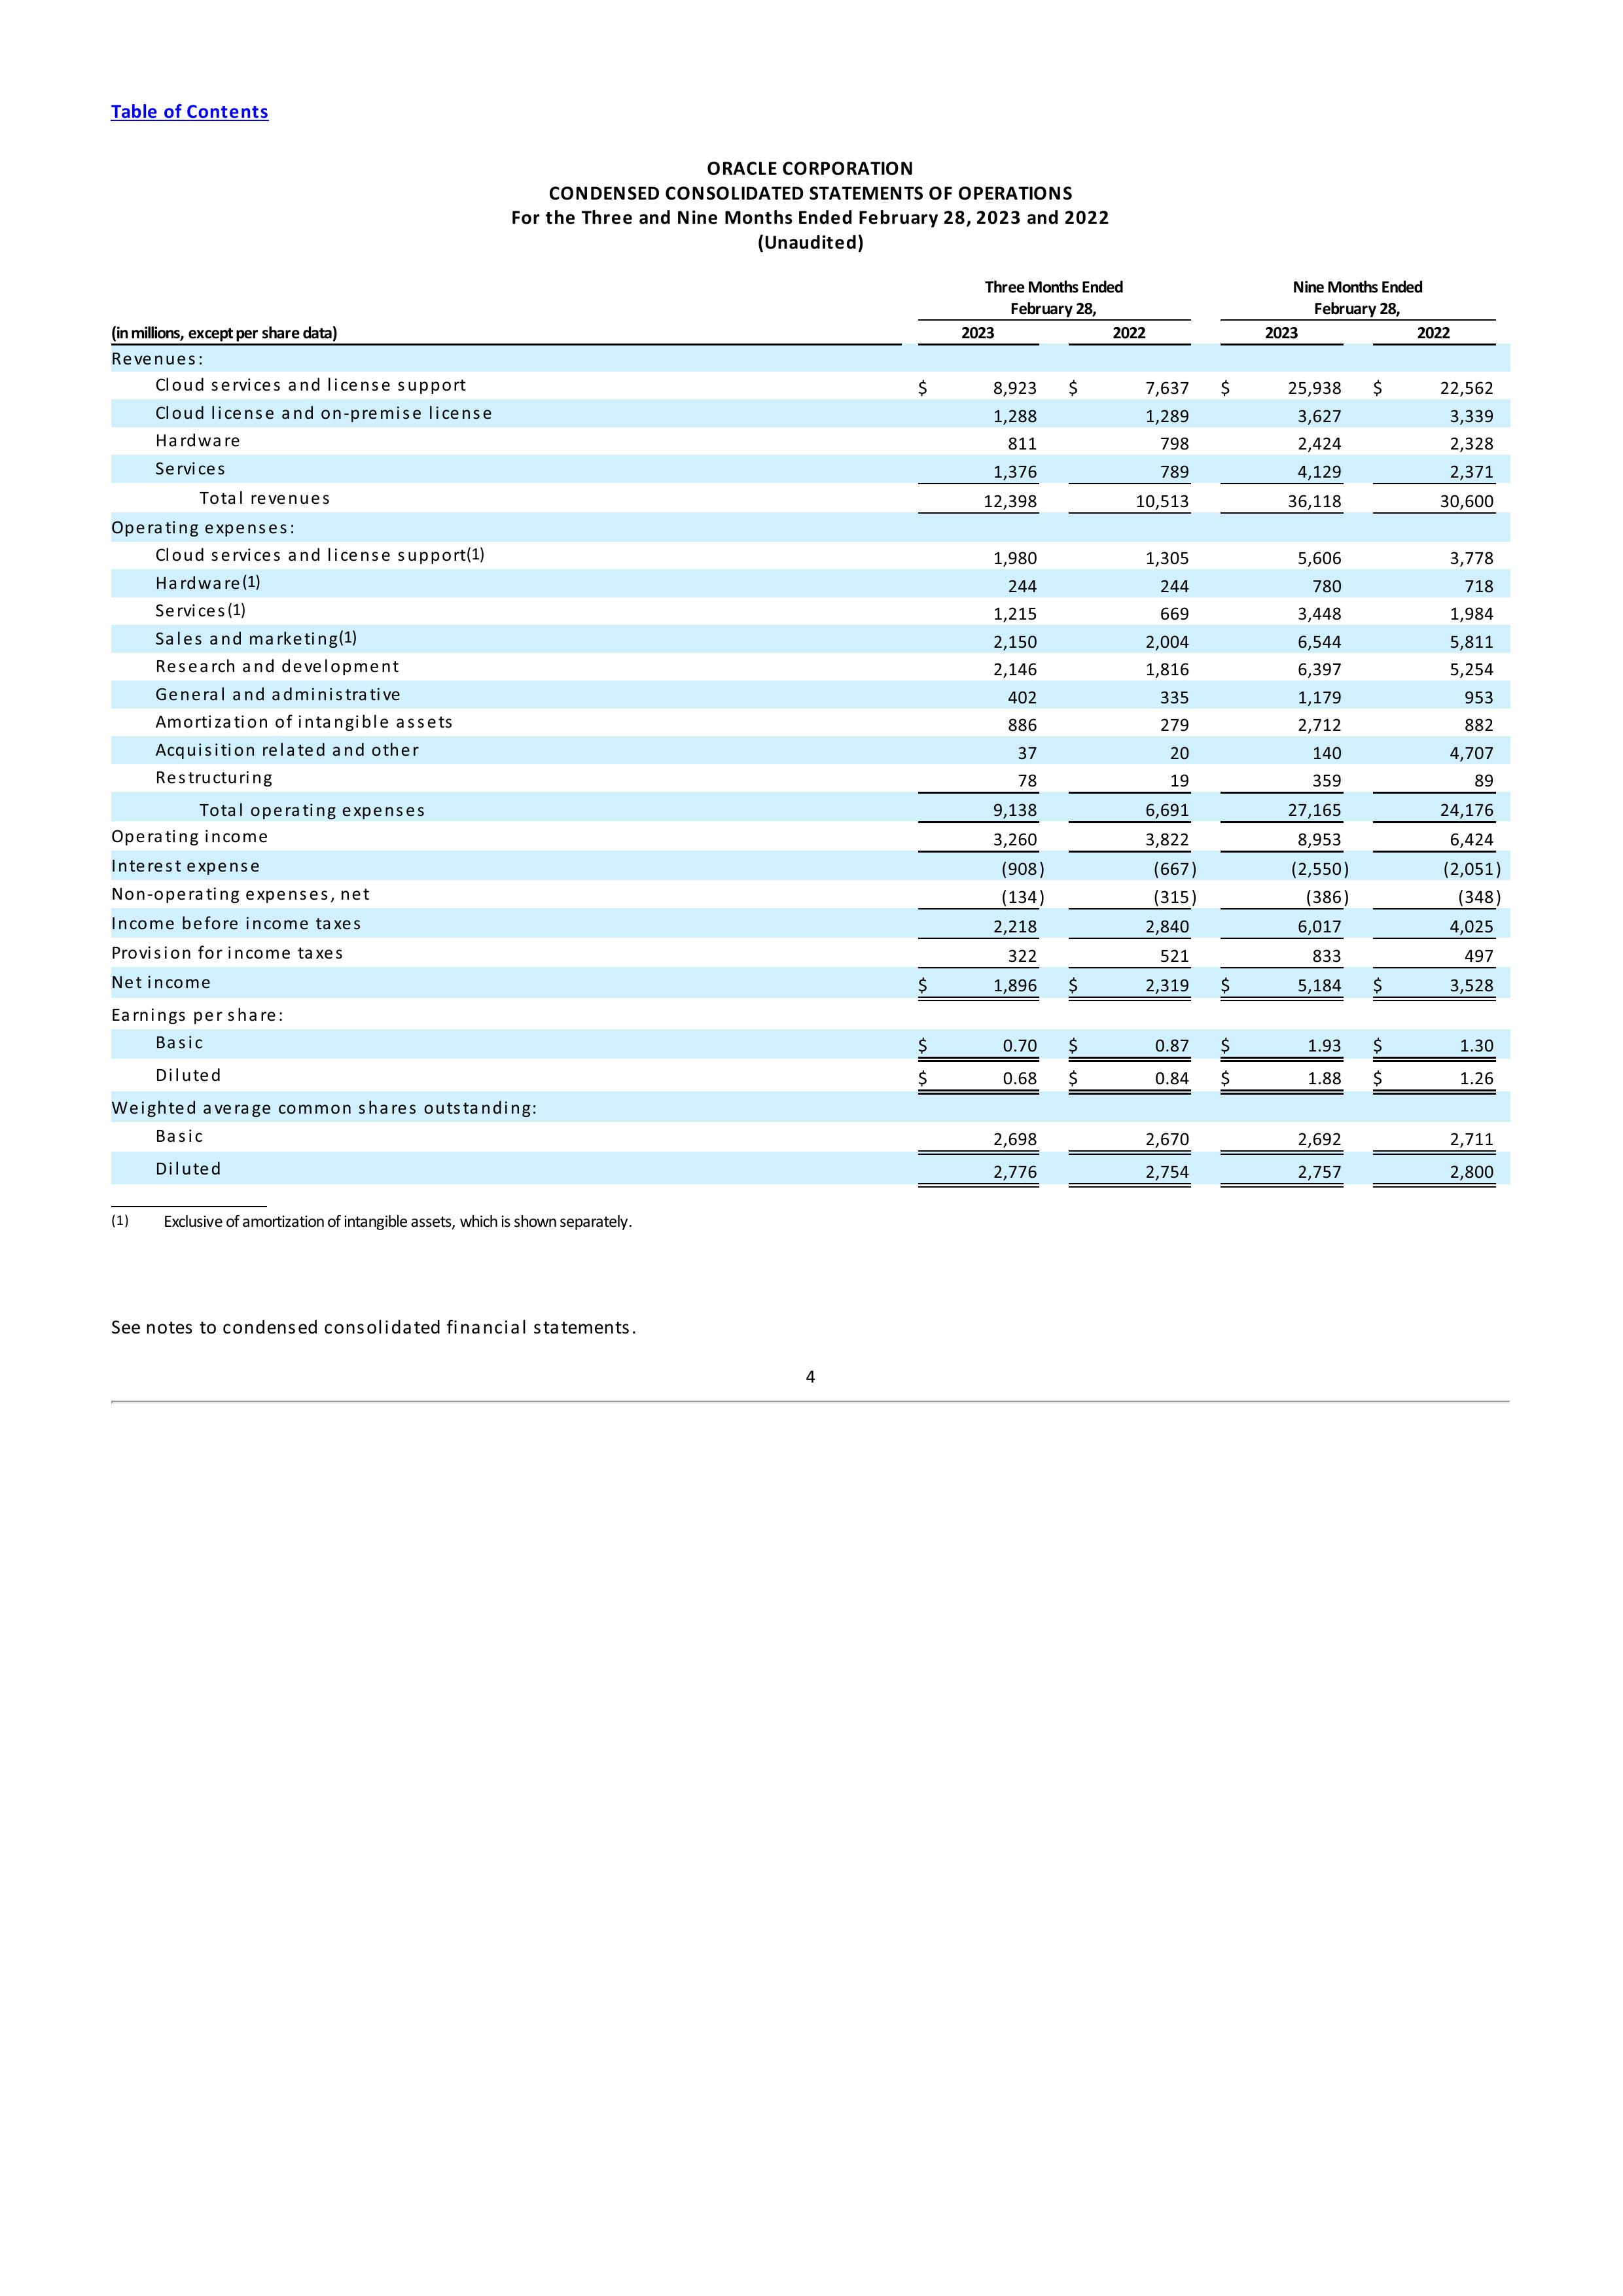 Table of Contents
ORACLE CORPORATION
CONDENSED CONSOLIDATED STATEMENTS OF OPERATIONS
For the Three and Nine Months Ended February 28, 2023 and 2022
(Unaudited)
Three Months Ended Nine Months Ended
February 28, February 28,
(in millions, except per share data) 2023 2022 2023 2022
Revenues:
Cloud services and license support $ 8,923 $ 7,637 $ 25,938 $ 22,562
Cloud license and on-premise license 1,288 1,289 3,627 3,339
Hardware 811 798 2,424 2,328
Services 1,376 789 4,129 2,371
Total revenues 12,398 10,513 36,118 30,600
Operating expenses:
Cloud services and license support(1) 1,980 1,305 5,606 3,778
Hardware(1) 244 244 780 718
Services(1) 1,215 669 3,448 1,984
Sales and marketing(1) 2,150 2,004 6,544 5,811
Research and development 2,146 1,816 6,397 5,254
General and administrative 402 335 1,179 953
Amortization of intangible assets 886 279 2,712 882
Acquisition related and other 37 20 140 4,707
Restructuring 78 19 359 89
Total operating expenses 9,138 6,691 27,165 24,176
Operating income 3,260 3,822 8,953 6,424
Interest expense (908) (667) (2,550) (2,051)
Non-operating expenses, net (134) (315) (386) (348)
Income before income taxes 2,218 2,840 6,017 4,025
Provision for income taxes 322 521 833 497
Net income $ 1,896 $ 2,319 $ 5,184 $ 3,528
Earnings per share:
Basic $ 0.70 $ 0.87 $ 1.93 $ 1.30
Diluted $ 0.68 $ 0.84 $ 1.88 $ 1.26
Weighted average common shares outstanding:
Basic 2,698 2,670 2,692 2,711
Diluted 2,776 2,754 2,757 2,800
(1) Exclusive of amortization of intangible assets, which is shown separately.
See notes to condensed consolidated financial statements.
4